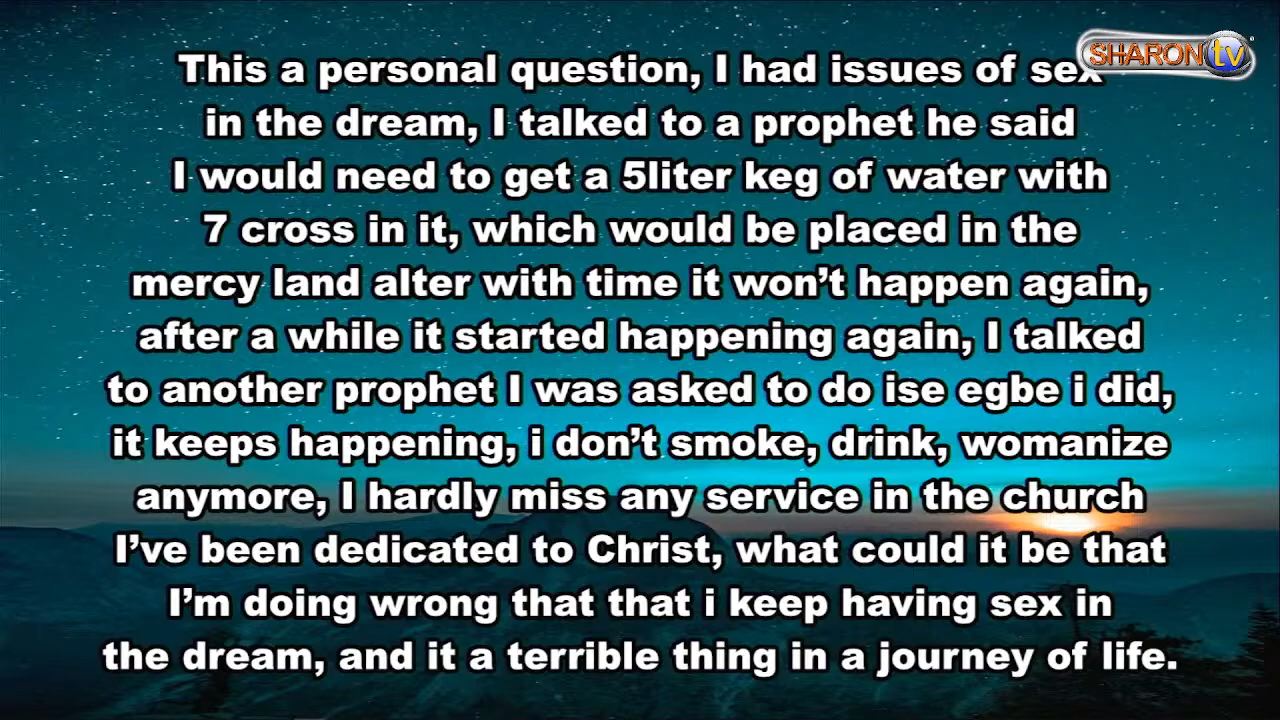 SHARON tv
This a personal question, I had issues of sex
in the dream, I talked to a prophet he said
I would need to get a 5liter keg of water with
7 cross in it, which would be placed in the
mercy land alter with time it won't happen again,
after a while it started happening again, I talked
to another prophet I was asked to do ise egbe i did,
it keeps happening, i don't smoke, drink, womanize
anymore, I hardly miss any service in the church
I've been dedicated to Christ, what could it be that
I'm doing wrong that that i keep having sex in
the dream, and it a terrible thing in a journey of life.